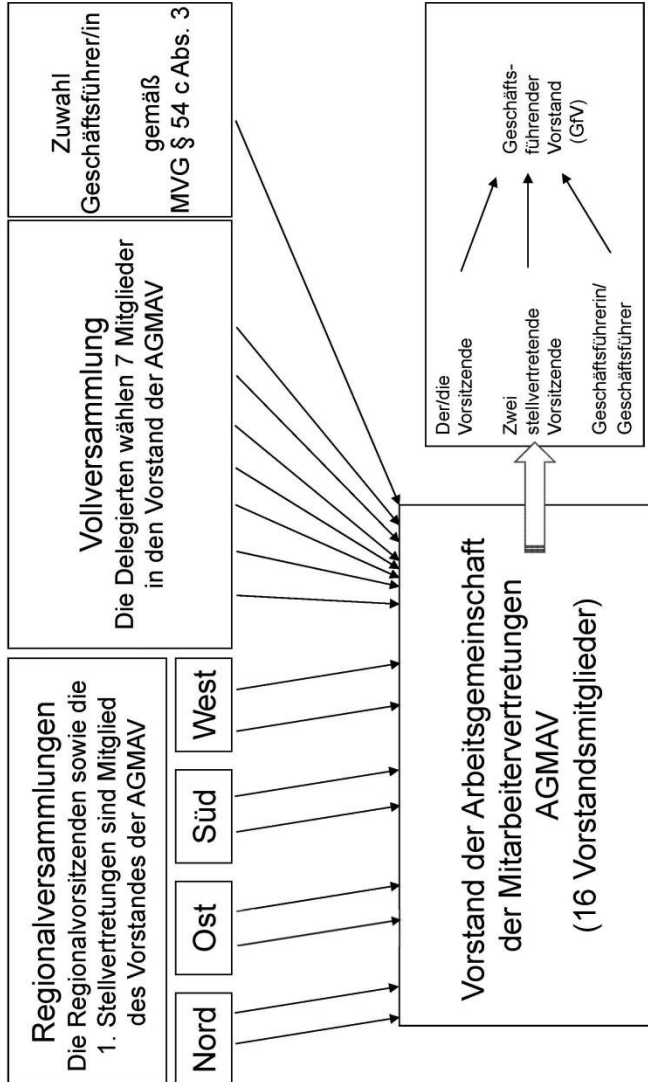 Regionalversammlungen
Die Regionalvorsitzenden sowie die
1. Stellvertretungen sind Mitglied
des Vorstandes der AGMAV
Nord
Ost
Süd
West
Vollversammlung
Die Delegierten wählen 7 Mitglieder
in den Vorstand der AGMAV
Zuwahl
Geschäftsführer/in
gemäß
MVG § 54 c Abs. 3
Vorstand der Arbeitsgemeinschaft
der Mitarbeitervertretungen
AGMAV
(16 Vorstandsmitglieder)
Der/die
Vorsitzende
Zwei
stellvertretende
Vorsitzende
Geschäftsführerin/
Geschäftsführer
Geschäfts-
führender
Vorstand
(GfV)